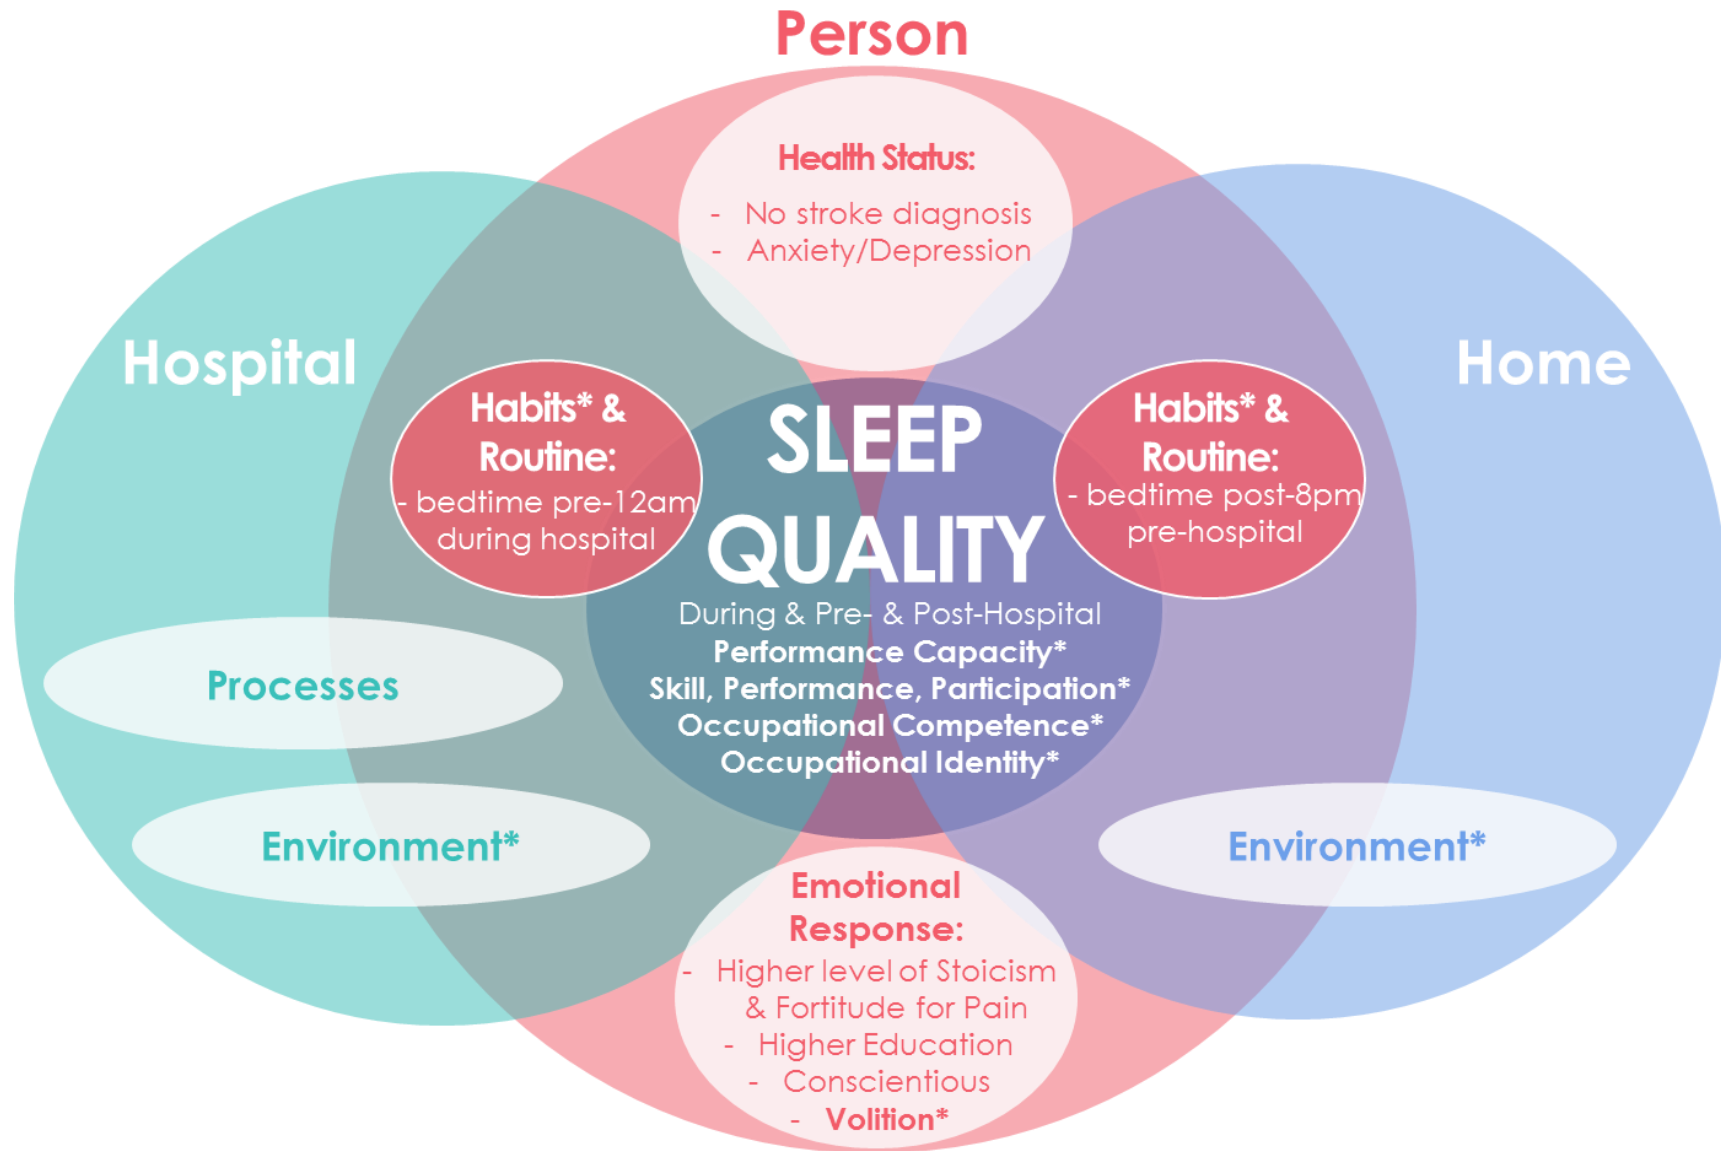 Person
Health Status:
- No stroke diagnosis
- Anxiety/Depression
Hospital
Home
Habits* &
Routine:
- bedtime pre-12am
during hospital
SLEEP
QUALITY
During & Pre- & Post-Hospital
Performance Capacity*
Skill, Performance, Participation*
Occupational Competence*
Occupational Identity*
Habits* &
Routine:
- bedtime post-8pm
pre-hospital
Processes
Environment*
Environment*
Emotional
Response:
- Higher level of Stoicism
& Fortitude for Pain
- Higher Education
- Conscientious
- Volition*